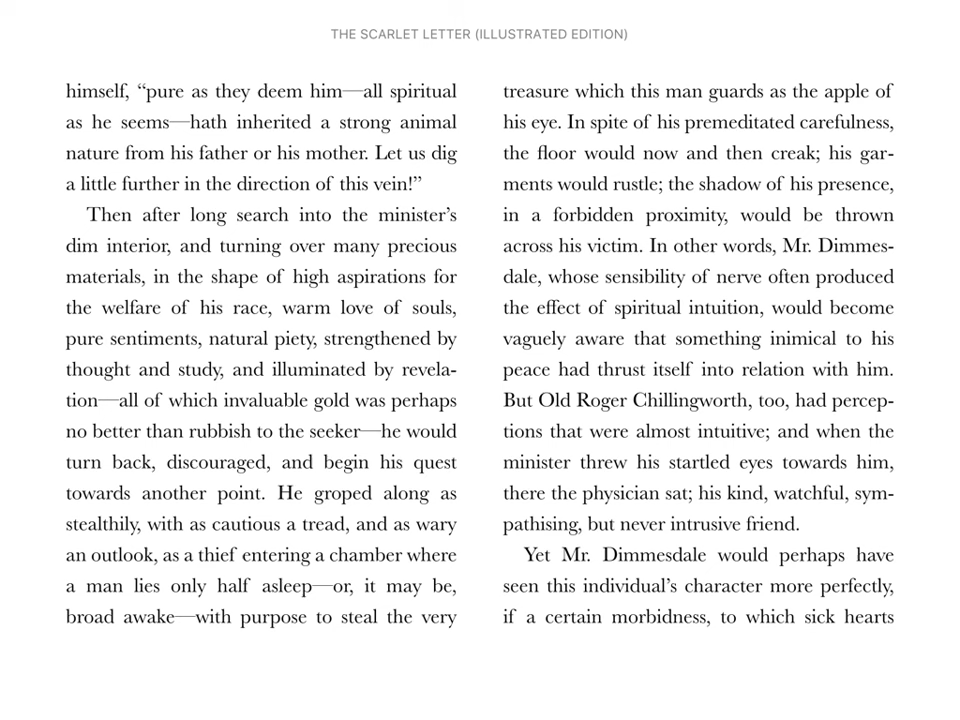 THE SCARLET LETTER (ILLUSTRATED EDITION)
himself, “pure as they deem him—all spiritual
as he seems—hath inherited a strong animal
nature from his father or his mother. Let us dig
a little further in the direction of this vein!”
Then after long search into the minister’s
dim interior, and turning over many precious
materials, in the shape of high aspirations for
the welfare of his race, warm love of souls,
pure sentiments, natural piety, strengthened by
thought and study, and illuminated by revela-
tion—all of which invaluable gold was perhaps
no better than rubbish to the seeker—he would
turn back, discouraged, and begin his quest
towards another point. He groped along as
stealthily, with as cautious a tread, and as wary
an outlook, as a thief entering a chamber where
a man lies only half asleep—or, it may be,
broad awake—with purpose to steal the very
treasure which this man guards as the apple of
his eye. In spite of his premeditated carefulness,
the floor would now and then creak; his gar-
ments would rustle; the shadow of his presence,
in a forbidden proximity, would be thrown
across his victim. In other words, Mr. Dimmes-
dale, whose sensibility of nerve often produced
the effect of spiritual intuition, would become
vaguely aware that something inimical to his
peace had thrust itself into relation with him.
But Old Roger Chillingworth, too, had percep-
tions that were almost intuitive; and when the
minister threw his startled eyes towards him,
there the physician sat; his kind, watchful, sym-
pathising, but never intrusive friend.
Yet Mr. Dimmesdale would perhaps have
seen this individual’s character more perfectly,
if a certain morbidness, to which sick hearts